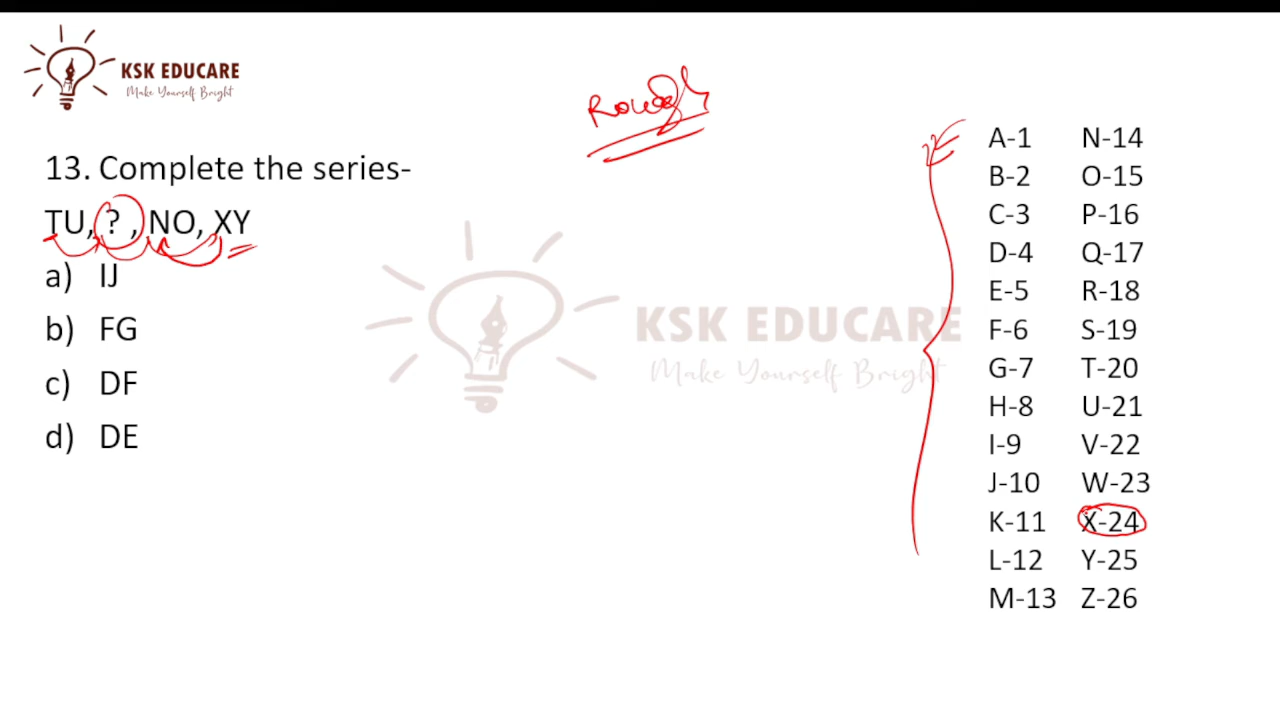 KSK EDUCARE
Make Yourself Bright
Rough
13. Complete the series-
TU, ? , NO, XY
a) IJ
b) FG
c) DF
d) DE
KSK EDUCARE
Make Yourself Bright
A-1 N-14
B-2 O-15
C-3 P-16
D-4 Q-17
E-5 R-18
F-6 S-19
G-7 T-20
H-8 U-21
I-9 V-22
J-10 W-23
K-11 X-24
L-12 Y-25
M-13 Z-26